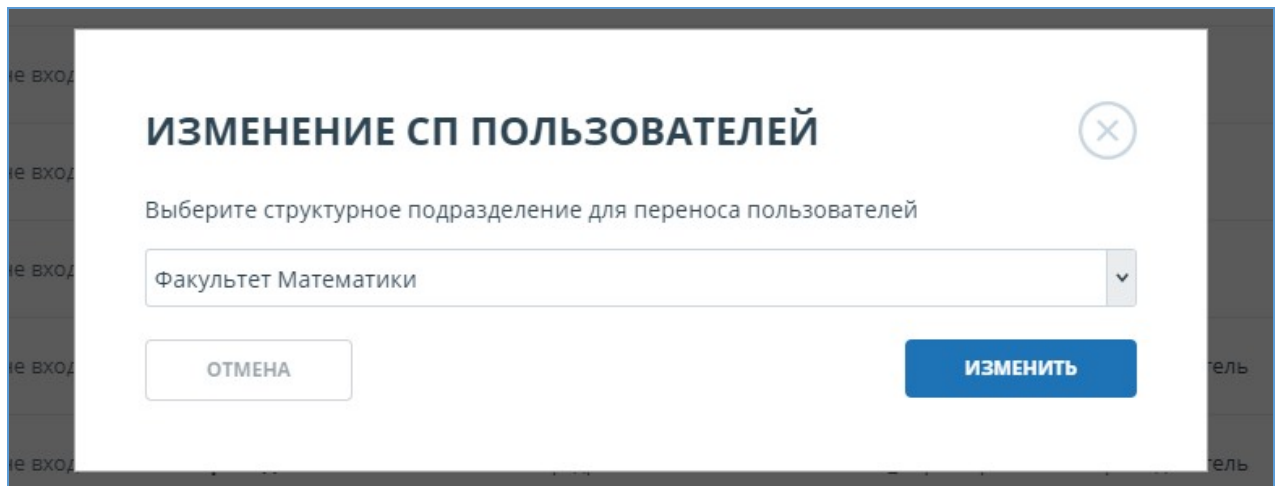 ИЗМЕНЕНИЕ СП ПОЛЬЗОВАТЕЛЕЙ
Выберите структурное подразделение для переноса пользователей
Факультет Математики
ОТМЕНА
ИЗМЕНИТЬ